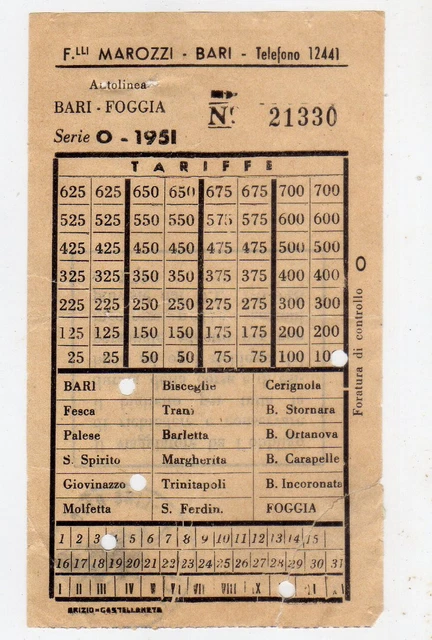 F.LLI MAROZZI - BARI - Telefono 12441
Autolinea
BARI - FOGGIA
Nº 21330
Serie O - 1951
TARIFFE
625 625 650 650 675 675 700 700
525 525 550 550 575 575 600 600
425 425 450 450 475 475 500 500
325 325 350 350 375 375 400 400
225 225 250 250 275 275 300 300
125 125 150 150 175 175 200 200
25 25 50 50 75 75 100
O
Foratura di controllo
BARI Bisceglie Cerignola
Fesca Trani B. Stornara
Palese Barletta B. Ortanova
S. Spirito Margherita B. Carapelle
Giovinazzo Trinitapoli B. Incoronata
Molfetta S. Ferdin. FOGGIA
1 2 3 5 6 7 8 9 10 11 12 13 14 15
16 17 18 19 20 21 22 23 24 25 26 27 28 29 30 31
I II III IV V VI VII VIII IX XII
BRIZIO=CASTELLANETA